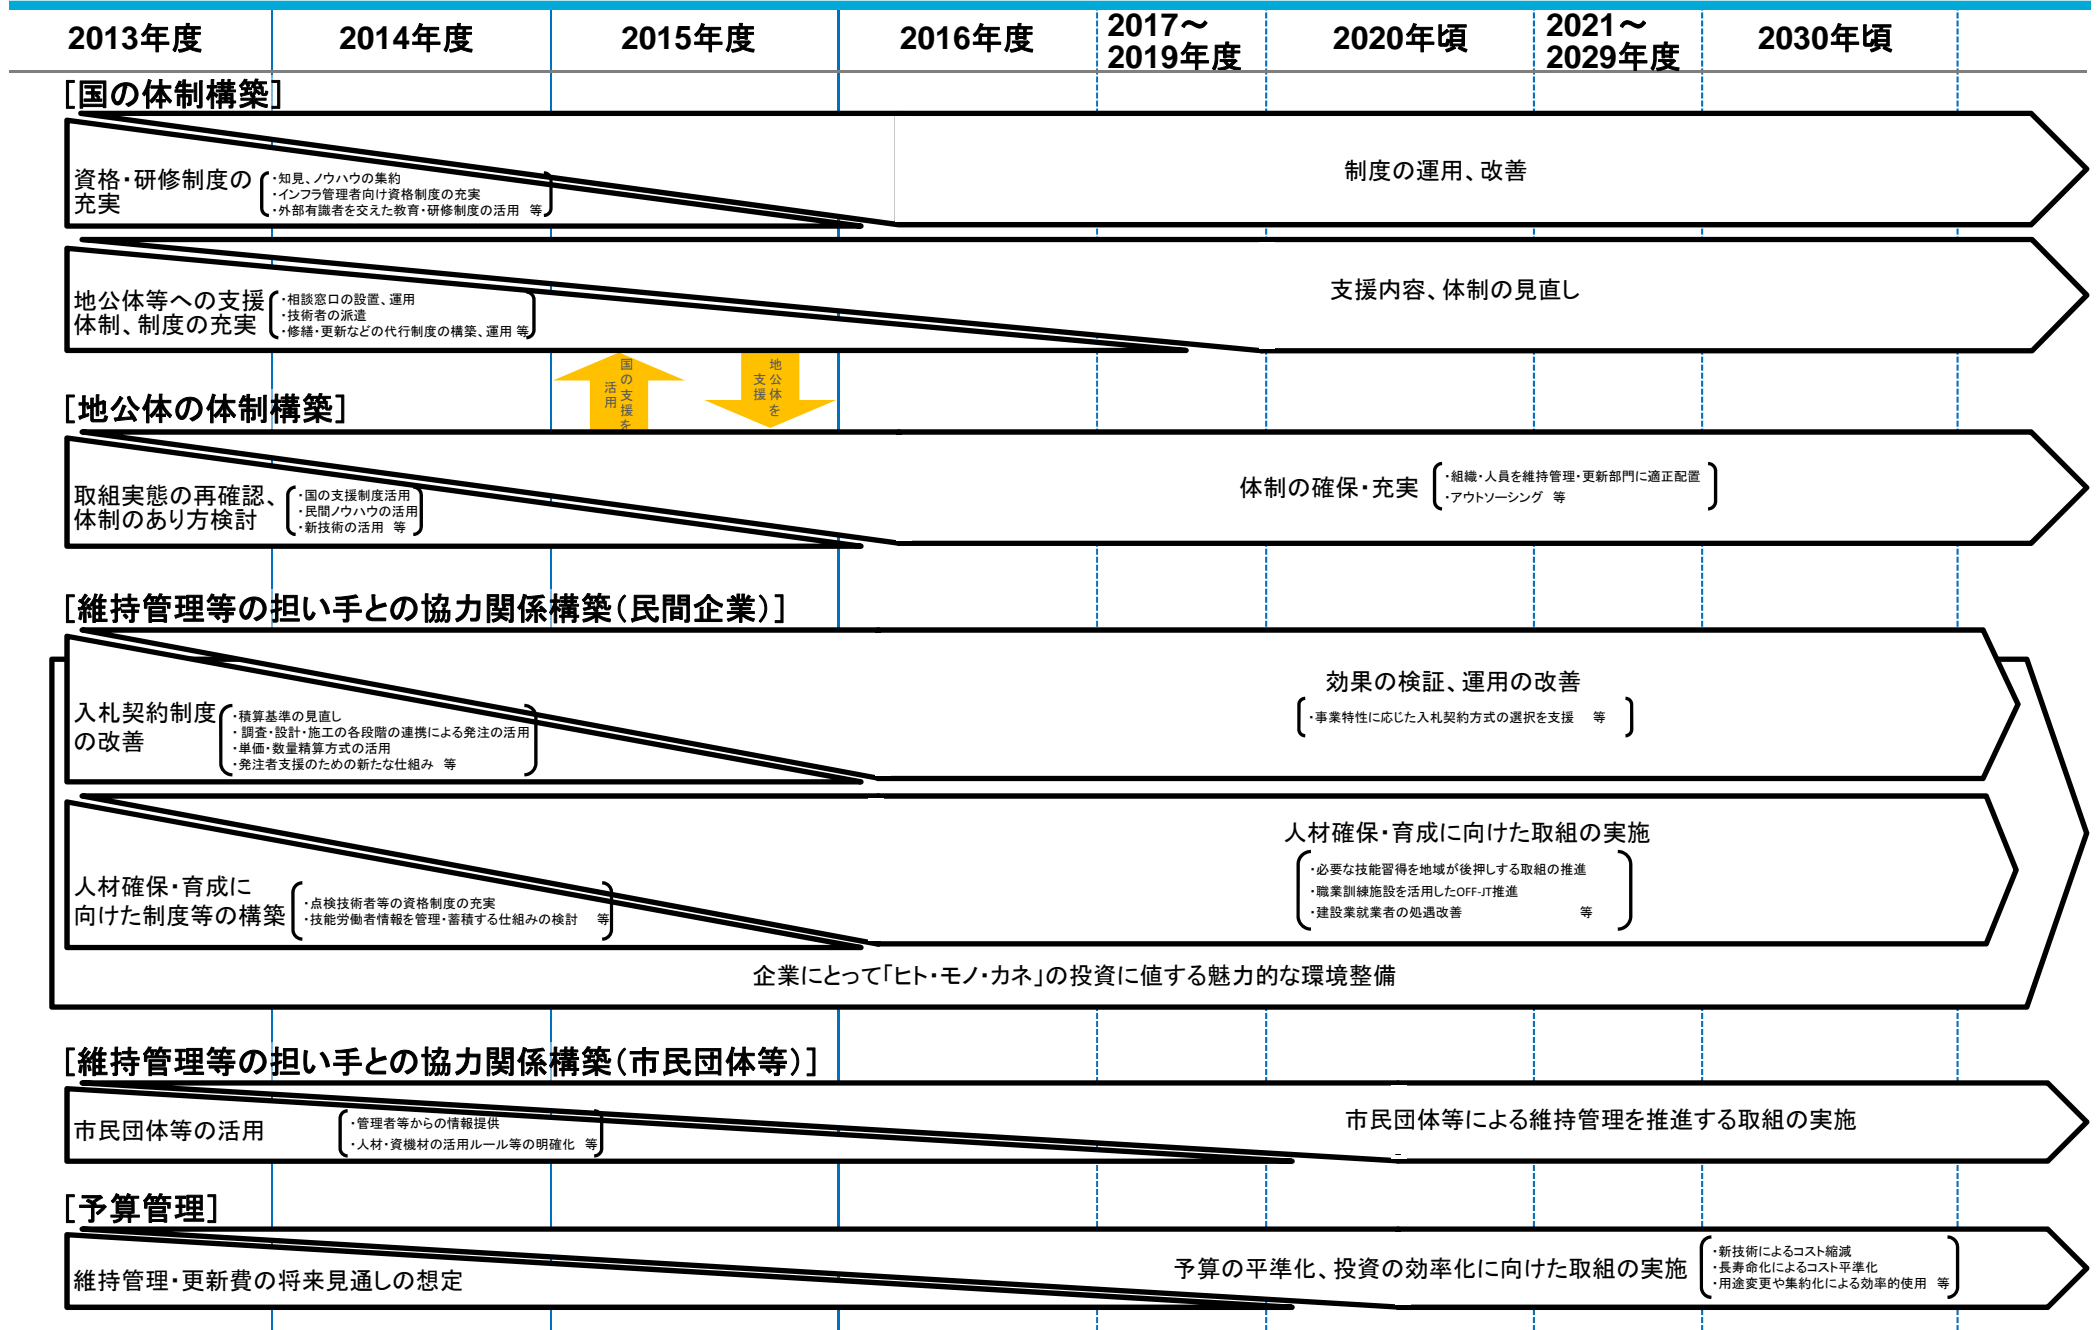 2013年度
2014年度
2015年度
2016年度
2017～
2019年度
2020年頃
2021～
2029年度
2030年頃
[国の体制構築]
資格・研修制度の
充実
・知見、ノウハウの集約
・インフラ管理者向け資格制度の充実
・外部有識者を交えた教育・研修制度の活用 等
制度の運用、改善
地公体等への支援
体制、制度の充実
・相談窓口の設置、運用
・技術者の派遣
・修繕・更新などの代行制度の構築、運用 等
支援内容、体制の見直し
国の支援を
活用
地公体を
支援
[地公体の体制構築]
取組実態の再確認、
体制のあり方検討
・国の支援制度活用
・民間ノウハウの活用
・新技術の活用 等
体制の確保・充実
・組織・人員を維持管理・更新部門に適正配置
・アウトソーシング 等
[維持管理等の担い手との協力関係構築（民間企業）]
入札契約制度
の改善
・積算基準の見直し
・調査・設計・施工の各段階の連携による発注の活用
・単価・数量精算方式の活用
・発注者支援のための新たな仕組み 等
効果の検証、運用の改善
・事業特性に応じた入札契約方式の選択を支援 等
人材確保・育成に
向けた制度等の構築
・点検技術者等の資格制度の充実
・技能労働者情報を管理・蓄積する仕組みの検討 等
人材確保・育成に向けた取組の実施
・必要な技能習得を地域が後押しする取組の推進
・職業訓練施設を活用したOFF-JT推進
・建設業就業者の処遇改善 等
企業にとって「ヒト・モノ・カネ」の投資に値する魅力的な環境整備
[維持管理等の担い手との協力関係構築（市民団体等）]
市民団体等の活用
・管理者等からの情報提供
・人材・資機材の活用ルール等の明確化 等
市民団体等による維持管理を推進する取組の実施
[予算管理]
維持管理・更新費の将来見通しの想定
予算の平準化、投資の効率化に向けた取組の実施
・新技術によるコスト縮減
・長寿命化によるコスト平準化
・用途変更や集約化による効率的使用 等